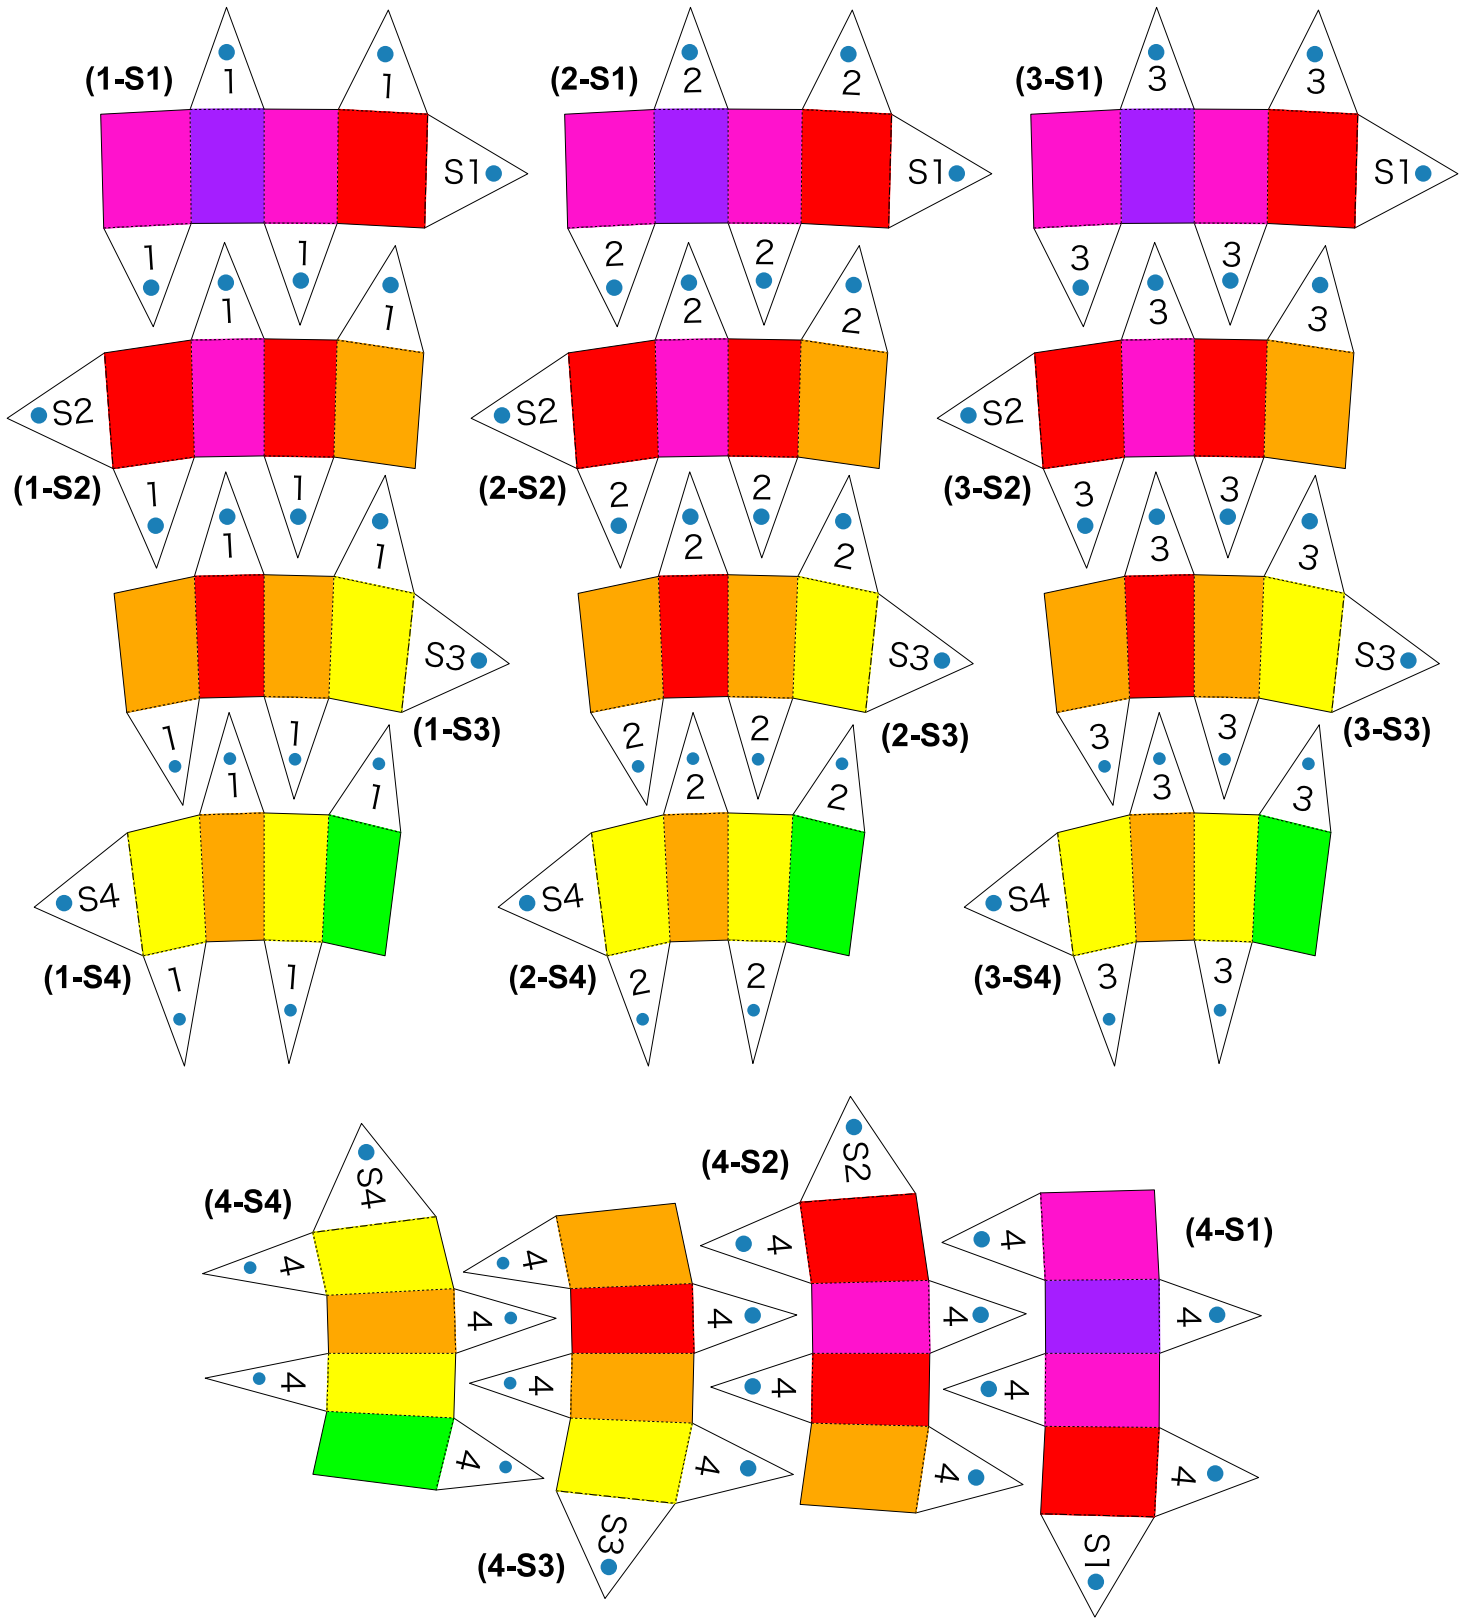 (1-S1) 1 1 (2-S1) 2 2 (3-S1) 3 3
S1 S1 S1
1 1 2 2 3 3
1 1 2 2 3 3
S2 S2 S2
(1-S2) 1 1 (2-S2) 2 2 (3-S2) 3 3
1 1 2 2 3 3
S3 S3 S3
1 1 (1-S3) 2 2 (2-S3) 3 3 (3-S3)
1 1 2 2 3 3
S4 S4 S4
(1-S4) 1 1 (2-S4) 2 2 (3-S4) 3 3
(4-S2) S2
(4-S4) S4
(4-S1)
4 4 4 4
4 4 4 4
4 4 4 4
4 4 4 4
(4-S3) S3 S1